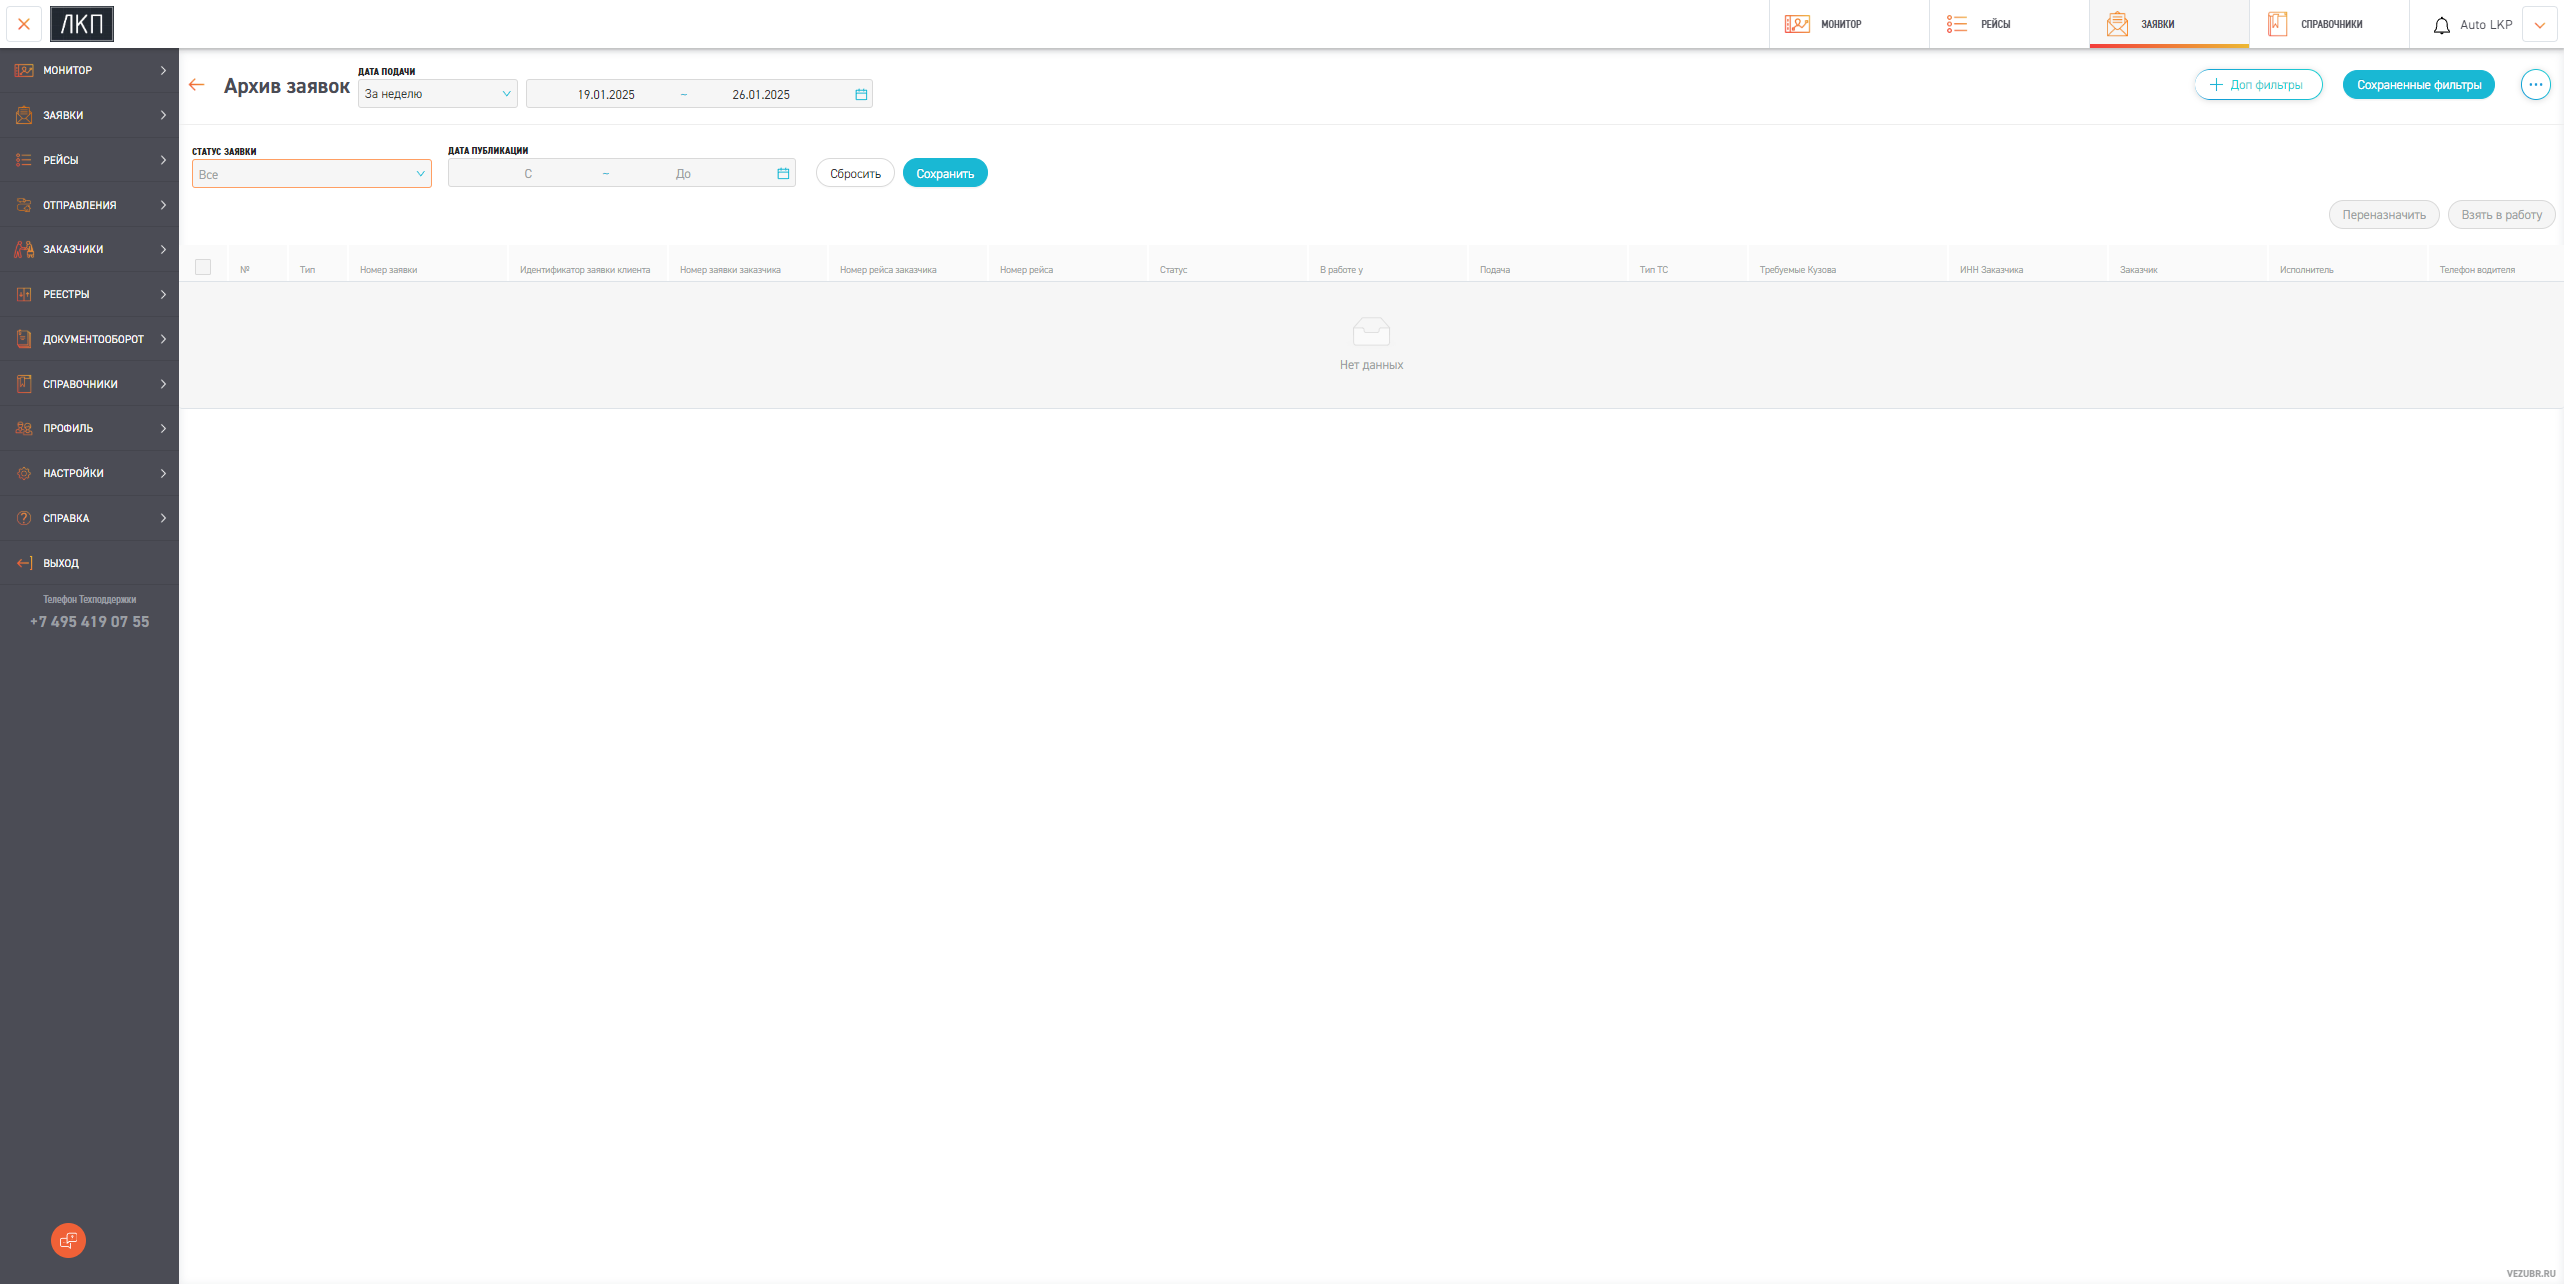 ЛКП
МОНИТОР
РЕЙСЫ
ЗАЯВКИ
СПРАВОЧНИКИ
Auto LKP
МОНИТОР
ЗАЯВКИ
РЕЙСЫ
ОТПРАВЛЕНИЯ
ЗАКАЗЧИКИ
РЕЕСТРЫ
ДОКУМЕНТООБОРОТ
СПРАВОЧНИКИ
ПРОФИЛЬ
НАСТРОЙКИ
СПРАВКА
ВЫХОД
Телефон Техподдержки
+7 495 419 07 55
Архив заявок
ДАТА ПОДАЧИ
За неделю
19.01.2025 ~ 26.01.2025
Доп фильтры
Сохраненные фильтры
СТАТУС ЗАЯВКИ
Все
ДАТА ПУБЛИКАЦИИ
С ~ До
Сбросить
Сохранить
Переназначить
Взять в работу
№ Тип Номер заявки Идентификатор заявки клиента Номер заявки заказчика Номер рейса заказчика Номер рейса Статус В работе у Подача Тип ТС Требуемые Кузова ИНН Заказчика Заказчик Исполнитель Телефон водителя
Нет данных
VEZUBR.RU